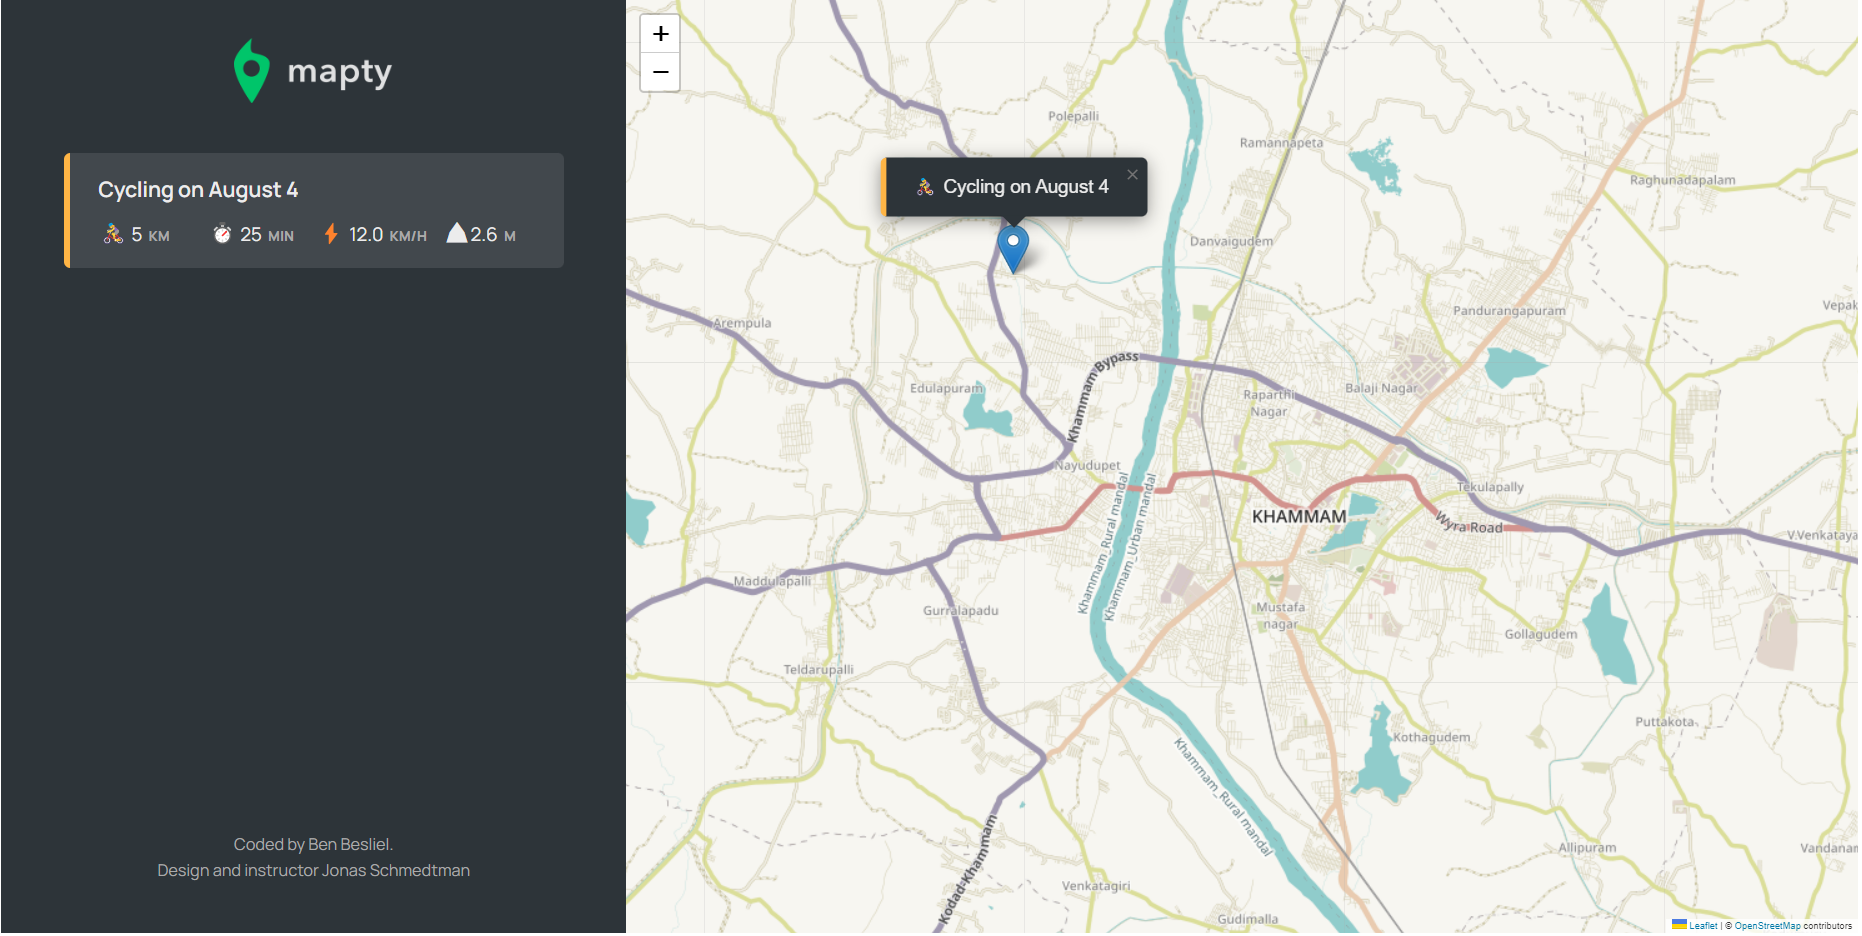 mapty
Cycling on August 4
5 KM 25 MIN 12.0 KM/H 2.6 M
Coded by Ben Besliel.
Design and instructor Jonas Schmedtman
+
−
Polepalli
Ramannapeta
Raghunadapalam
Cycling on August 4 ×
Danvaigudem
Pandurangapuram
Vepak
Arempula
Khammam Bypass
Edulapuram
Raparthi
Nagar
Balaji Nagar
Nayudupet
Tekulapally
KHAMMAM
Wyra Road
V.Venkataya
Khammam_Rural mandal
Khammam_Urban mandal
Maddulapalli
Gurralapadu
Mustafa
nagar
Gollagudem
Teldarupalli
Puttakota
Kothagudem
Khammam_Rural mandal
Kodad-Khammam
Allipuram
Vandanam
Venkatagiri
Gudimalla
Leaflet | © OpenStreetMap contributors